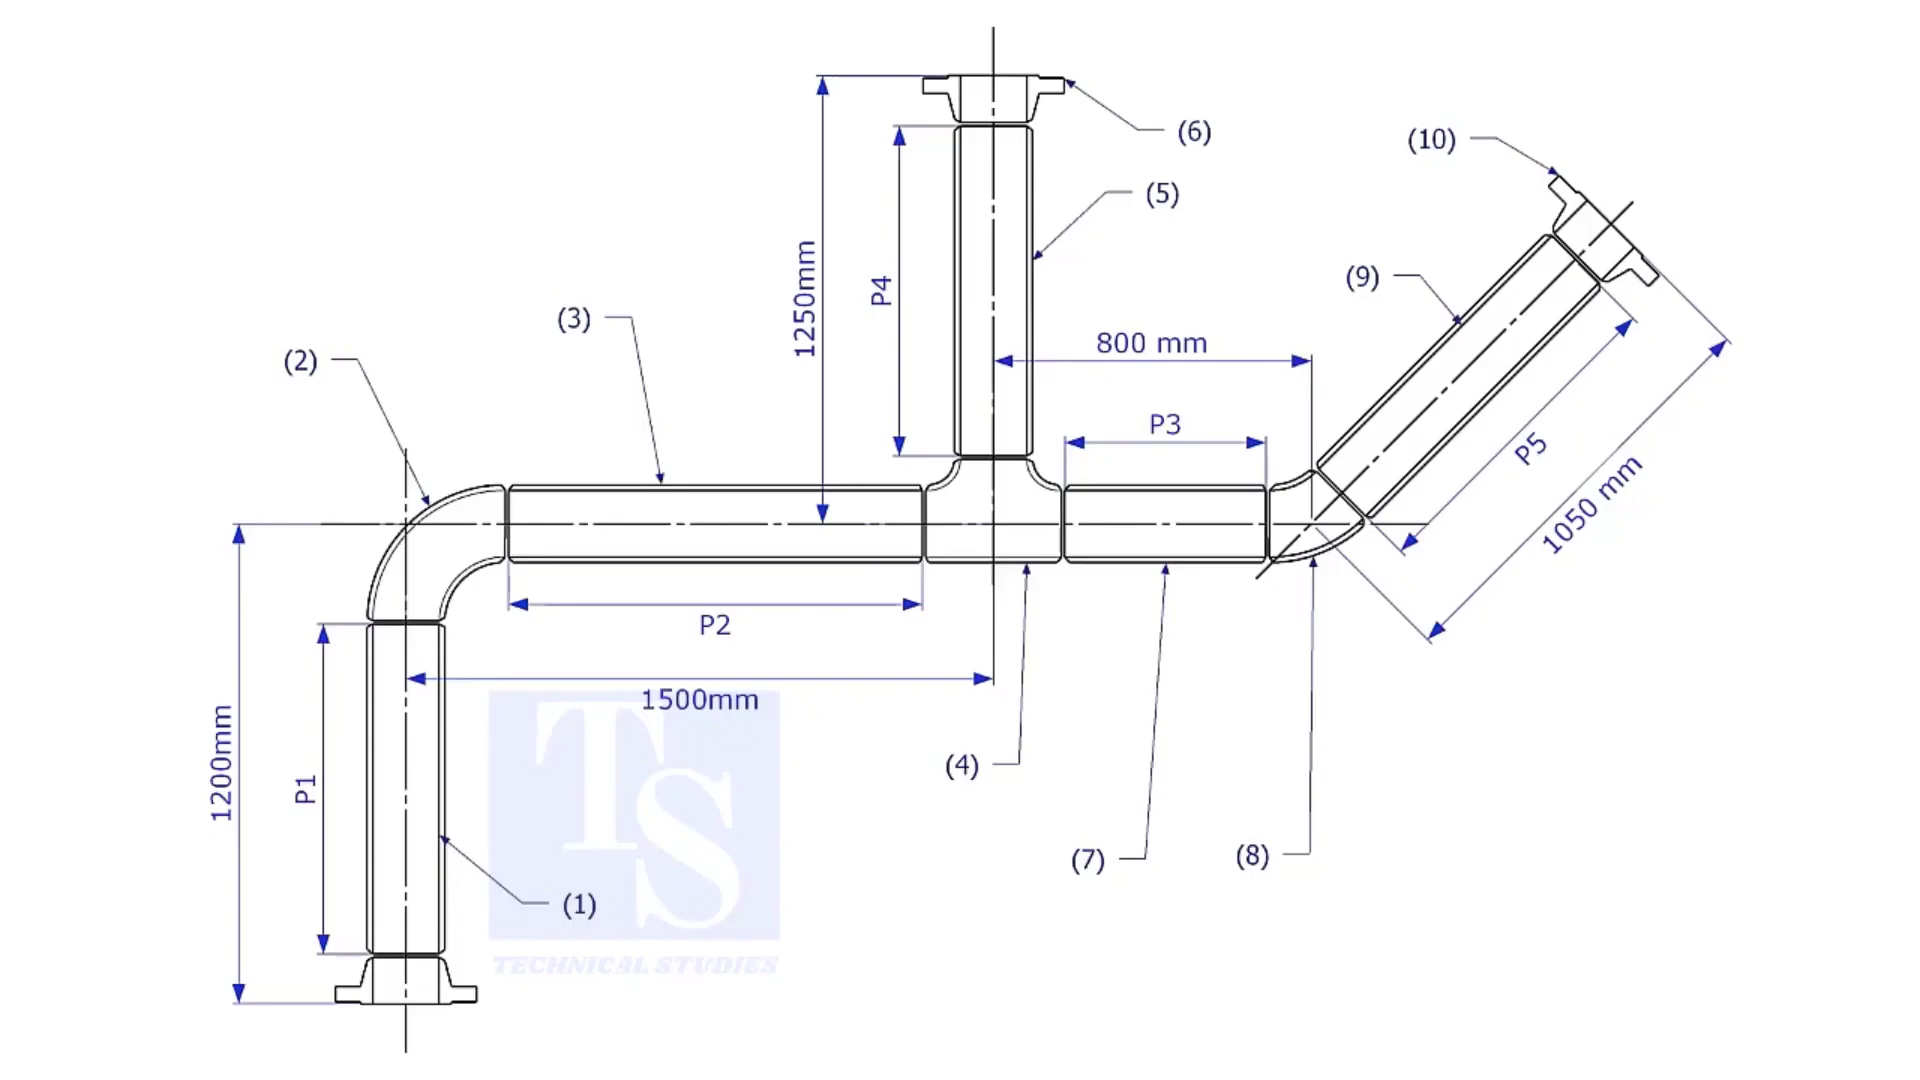 (6)
(10)
(5)
1250mm
P4
(9)
(3)
800 mm
(2)
P3
P5
1050 mm
P2
1500mm
TS
(4)
1200mm
P1
(7)
(8)
(1)
TECHNICAL STUDIES